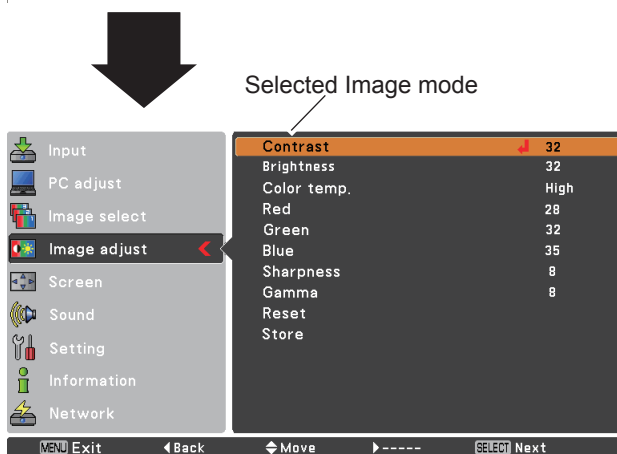 Selected Image mode
Input
PC adjust
Image select
Image adjust
Screen
Sound
Setting
Information
Network
Contrast 32
Brightness 32
Color temp. High
Red 28
Green 32
Blue 35
Sharpness 8
Gamma 8
Reset
Store
MENU Exit Back Move ----- SELECT Next